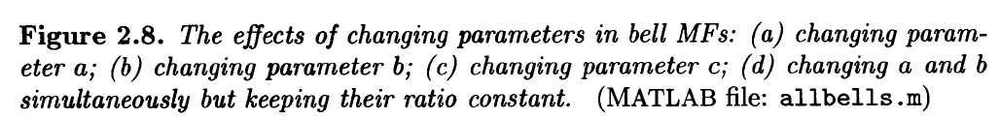 Figure 2.8. The effects of changing parameters in bell MFs: (a) changing param-
eter a; (b) changing parameter b; (c) changing parameter c; (d) changing a and b
simultaneously but keeping their ratio constant. (MATLAB file: allbells.m)